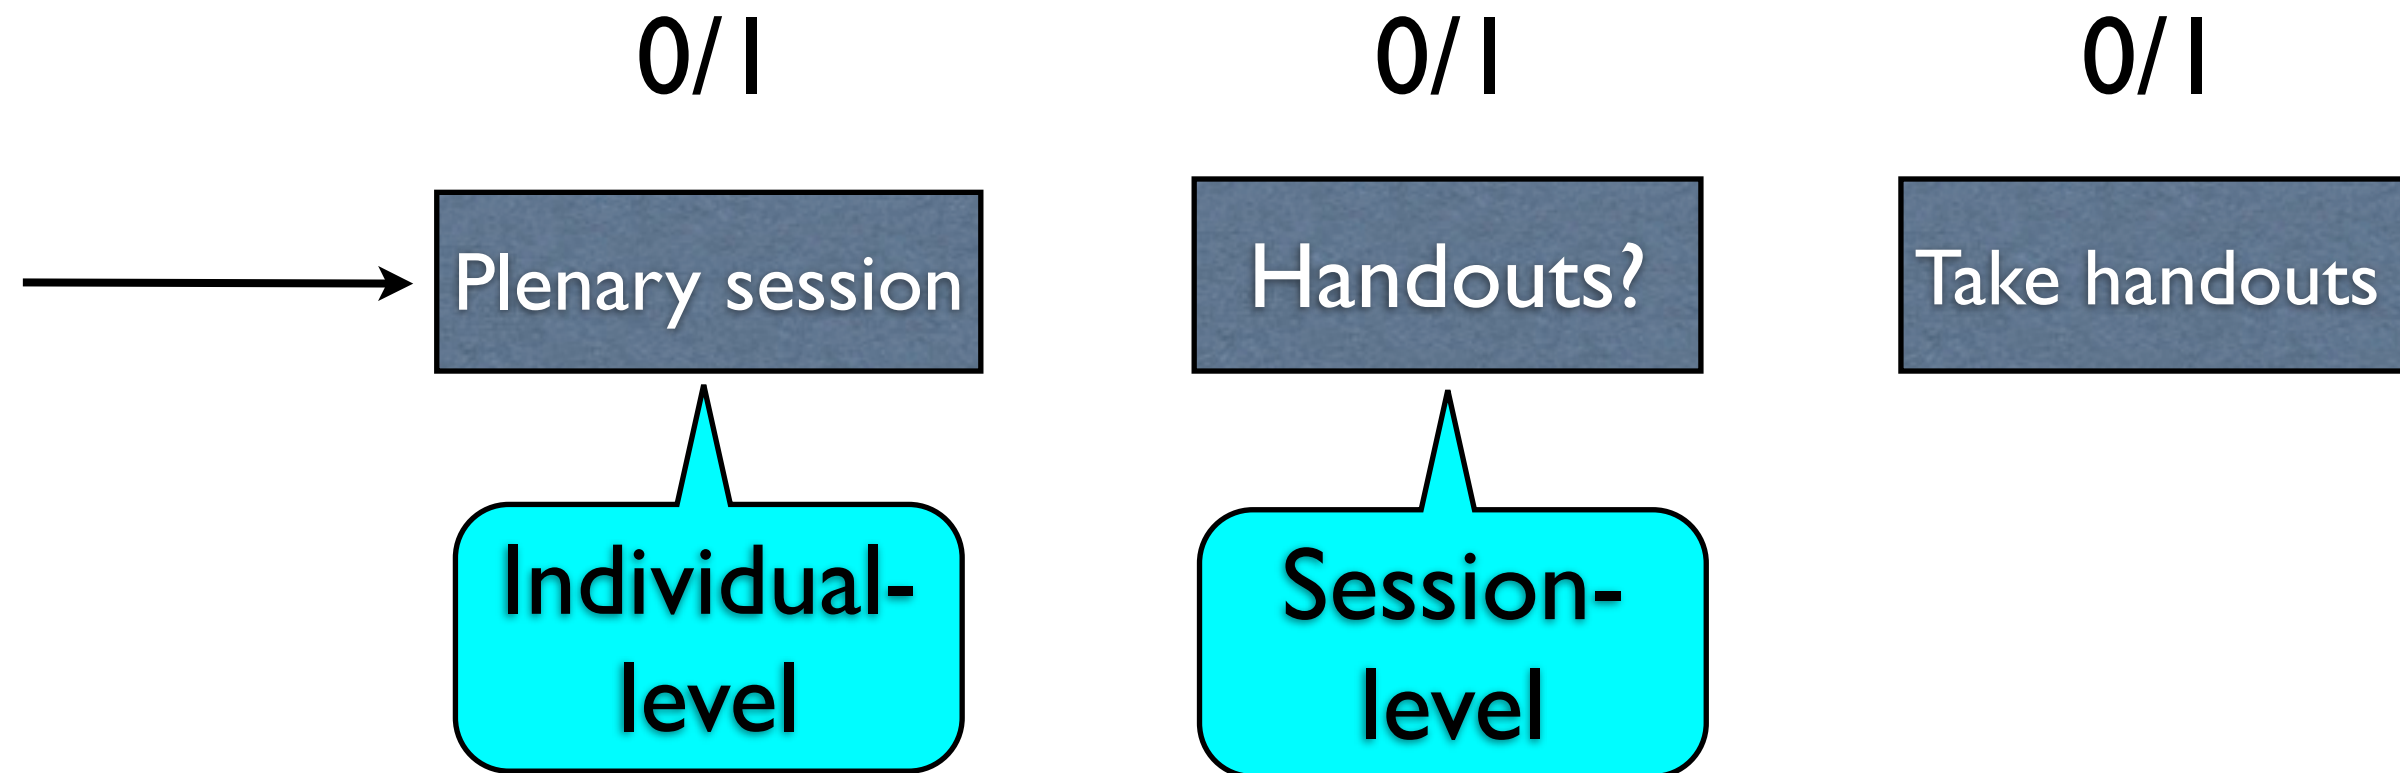 0/1 0/1 0/1
Plenary session Handouts? Take handouts
Individual- Session-
level level